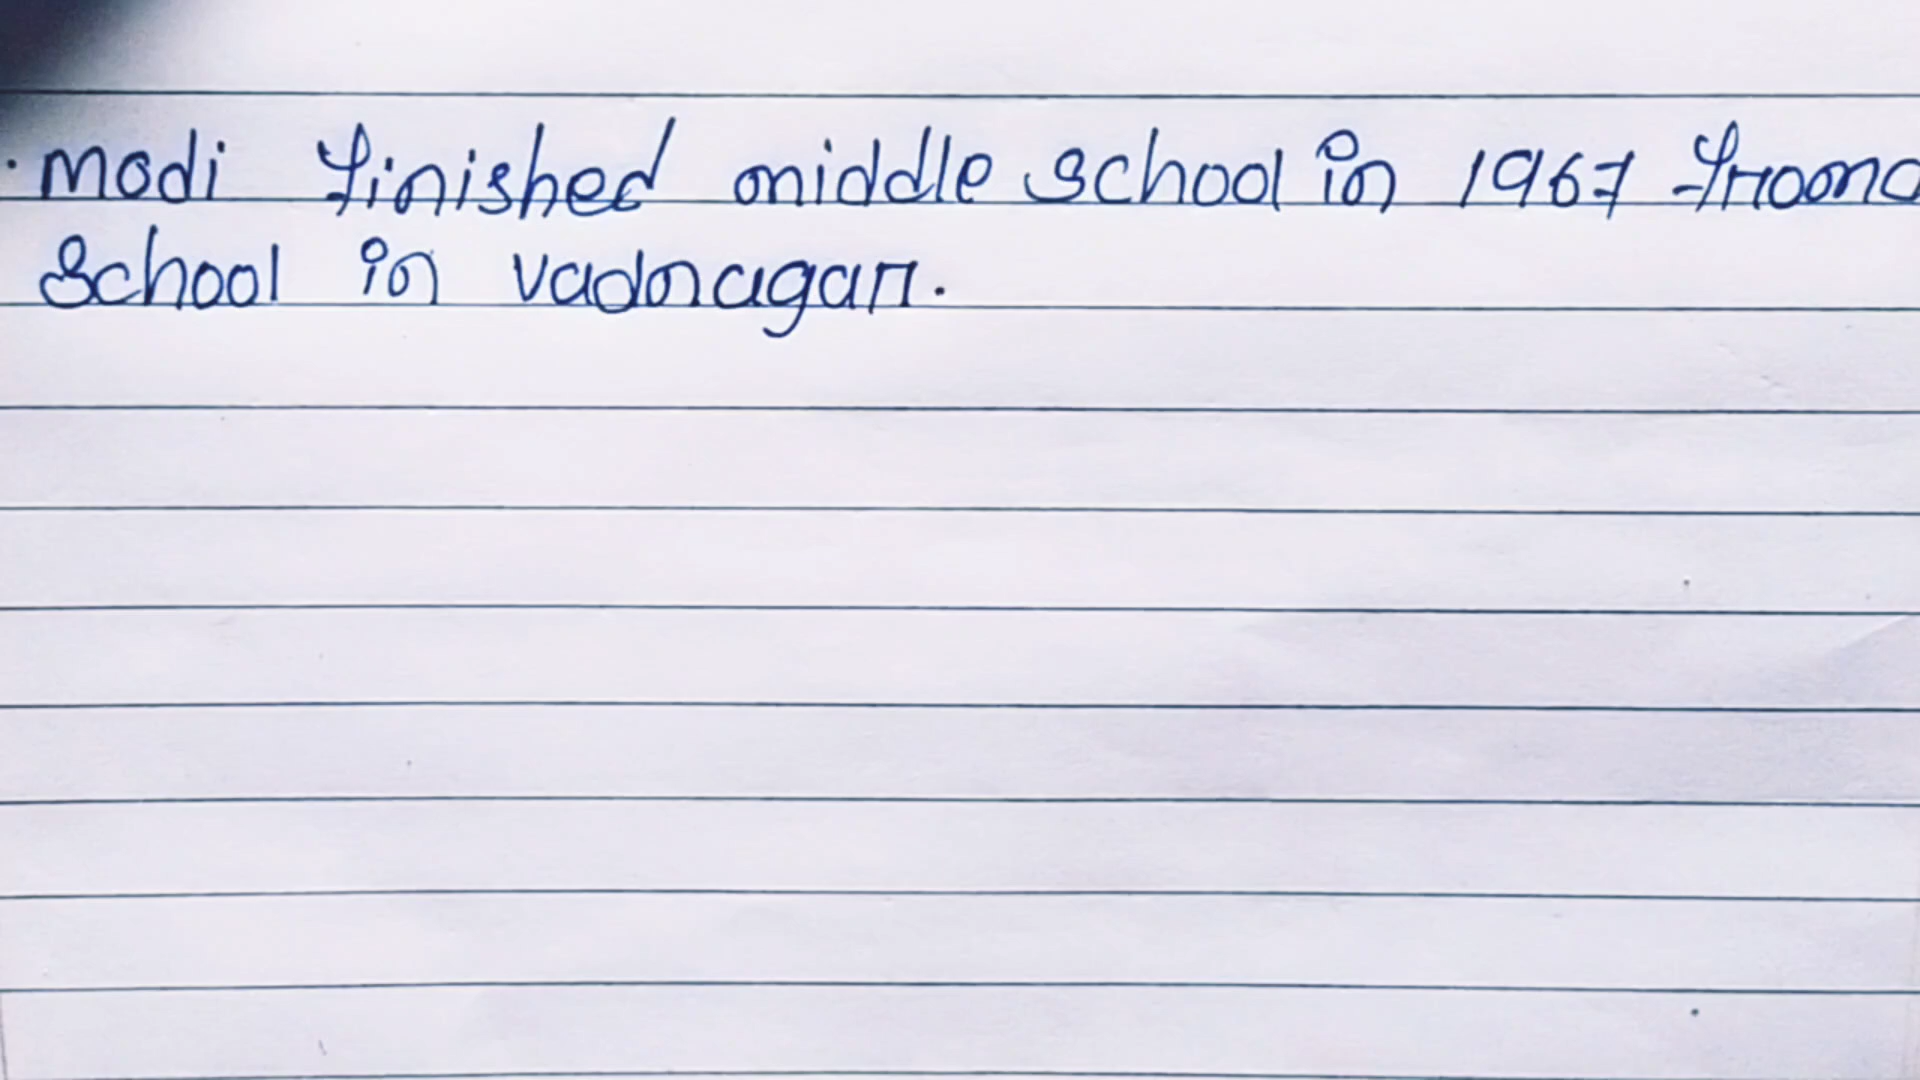 · Modi finished middle school in 1967 from a
School in vadnagar.